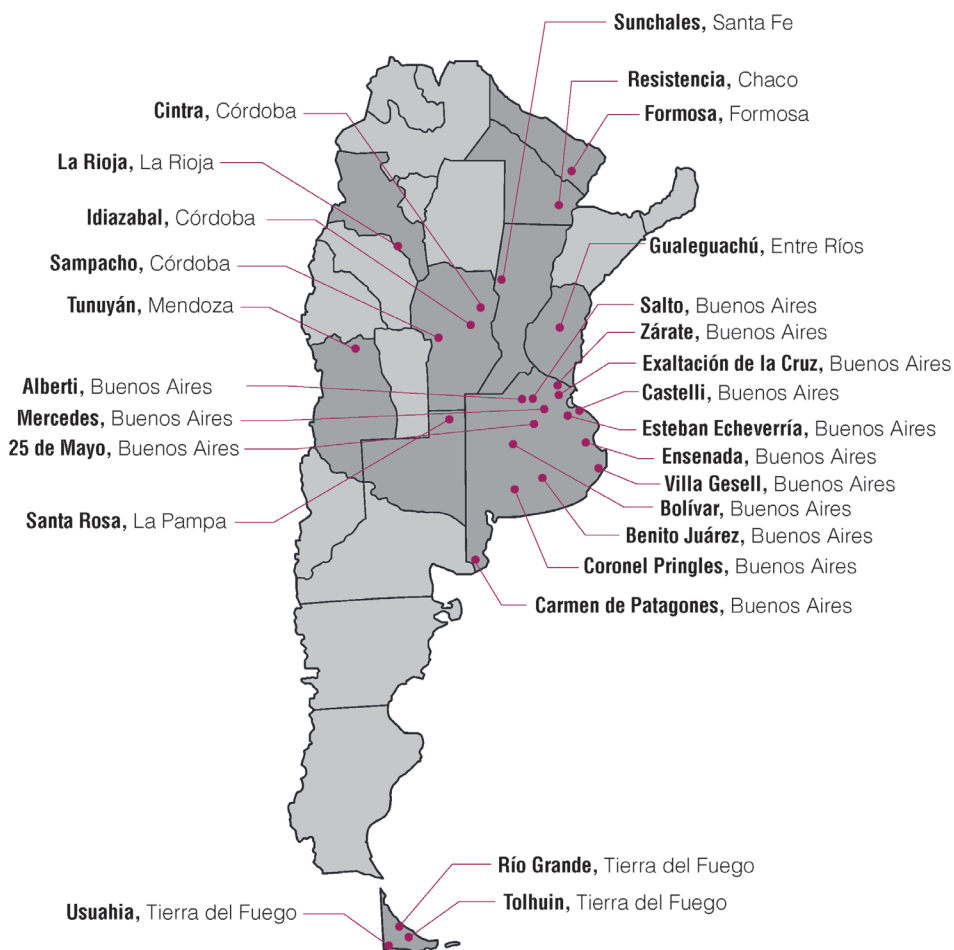 Sunchales, Santa Fe
Resistencia, Chaco
Cintra, Córdoba
Formosa, Formosa
La Rioja, La Rioja
Idiazabal, Córdoba
Gualeguachú, Entre Ríos
Sampacho, Córdoba
Tunuyán, Mendoza
Salto, Buenos Aires
Zárate, Buenos Aires
Exaltación de la Cruz, Buenos Aires
Alberti, Buenos Aires
Castelli, Buenos Aires
Mercedes, Buenos Aires
Esteban Echeverría, Buenos Aires
25 de Mayo, Buenos Aires
Ensenada, Buenos Aires
Villa Gesell, Buenos Aires
Bolívar, Buenos Aires
Santa Rosa, La Pampa
Benito Juárez, Buenos Aires
Coronel Pringles, Buenos Aires
Carmen de Patagones, Buenos Aires
Río Grande, Tierra del Fuego
Tolhuin, Tierra del Fuego
Usuahia, Tierra del Fuego